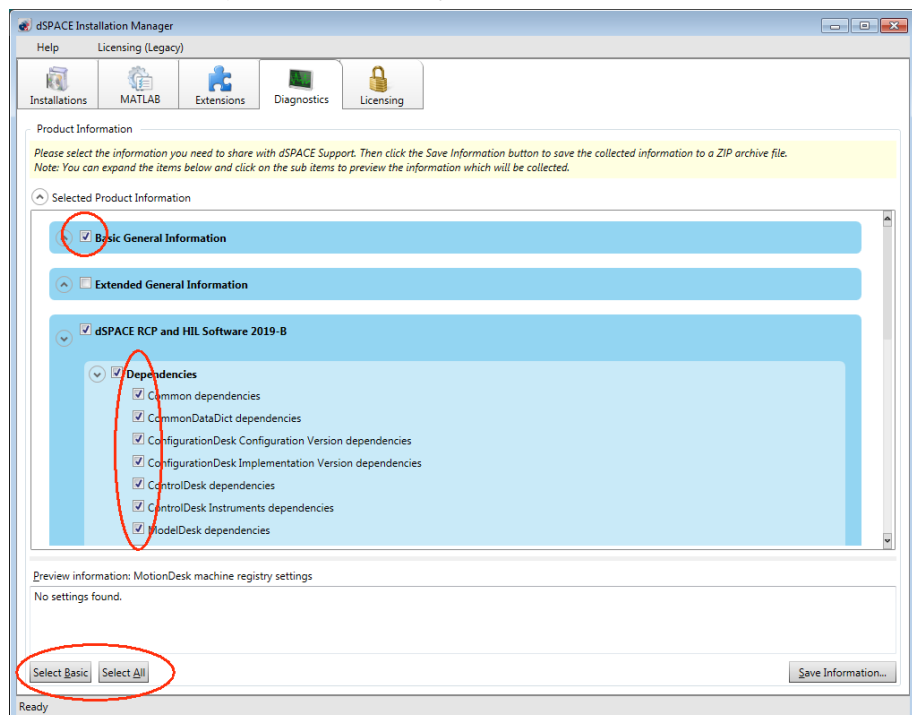 dSPACE Installation Manager
Help Licensing (Legacy)
Installations MATLAB Extensions Diagnostics Licensing
Product Information
Please select the information you need to share with dSPACE Support. Then click the Save Information button to save the collected information to a ZIP archive file.
Note: You can expand the items below and click on the sub items to preview the information which will be collected.
Selected Product Information
Basic General Information
Extended General Information
dSPACE RCP and HIL Software 2019-B
Dependencies
Common dependencies
CommonDataDict dependencies
ConfigurationDesk Configuration Version dependencies
ConfigurationDesk Implementation Version dependencies
ControlDesk dependencies
ControlDesk Instruments dependencies
ModelDesk dependencies
Preview information: MotionDesk machine registry settings
No settings found.
Select Basic Select All Save Information...
Ready